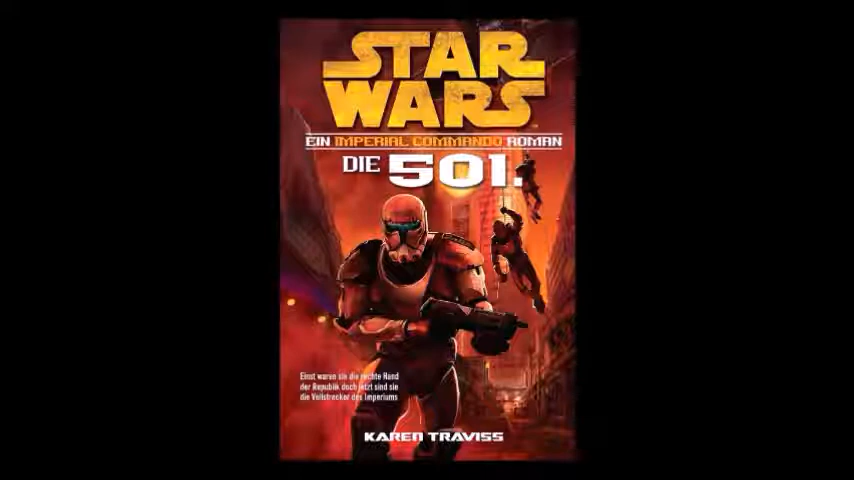 STAR
WARS
EIN IMPERIAL COMMANDO ROMAN
DIE 501.
Einst waren sie die rechte Hand
der Republik doch jetzt sind sie
die Vollstrecker des Imperiums
KAREN TRAVISS